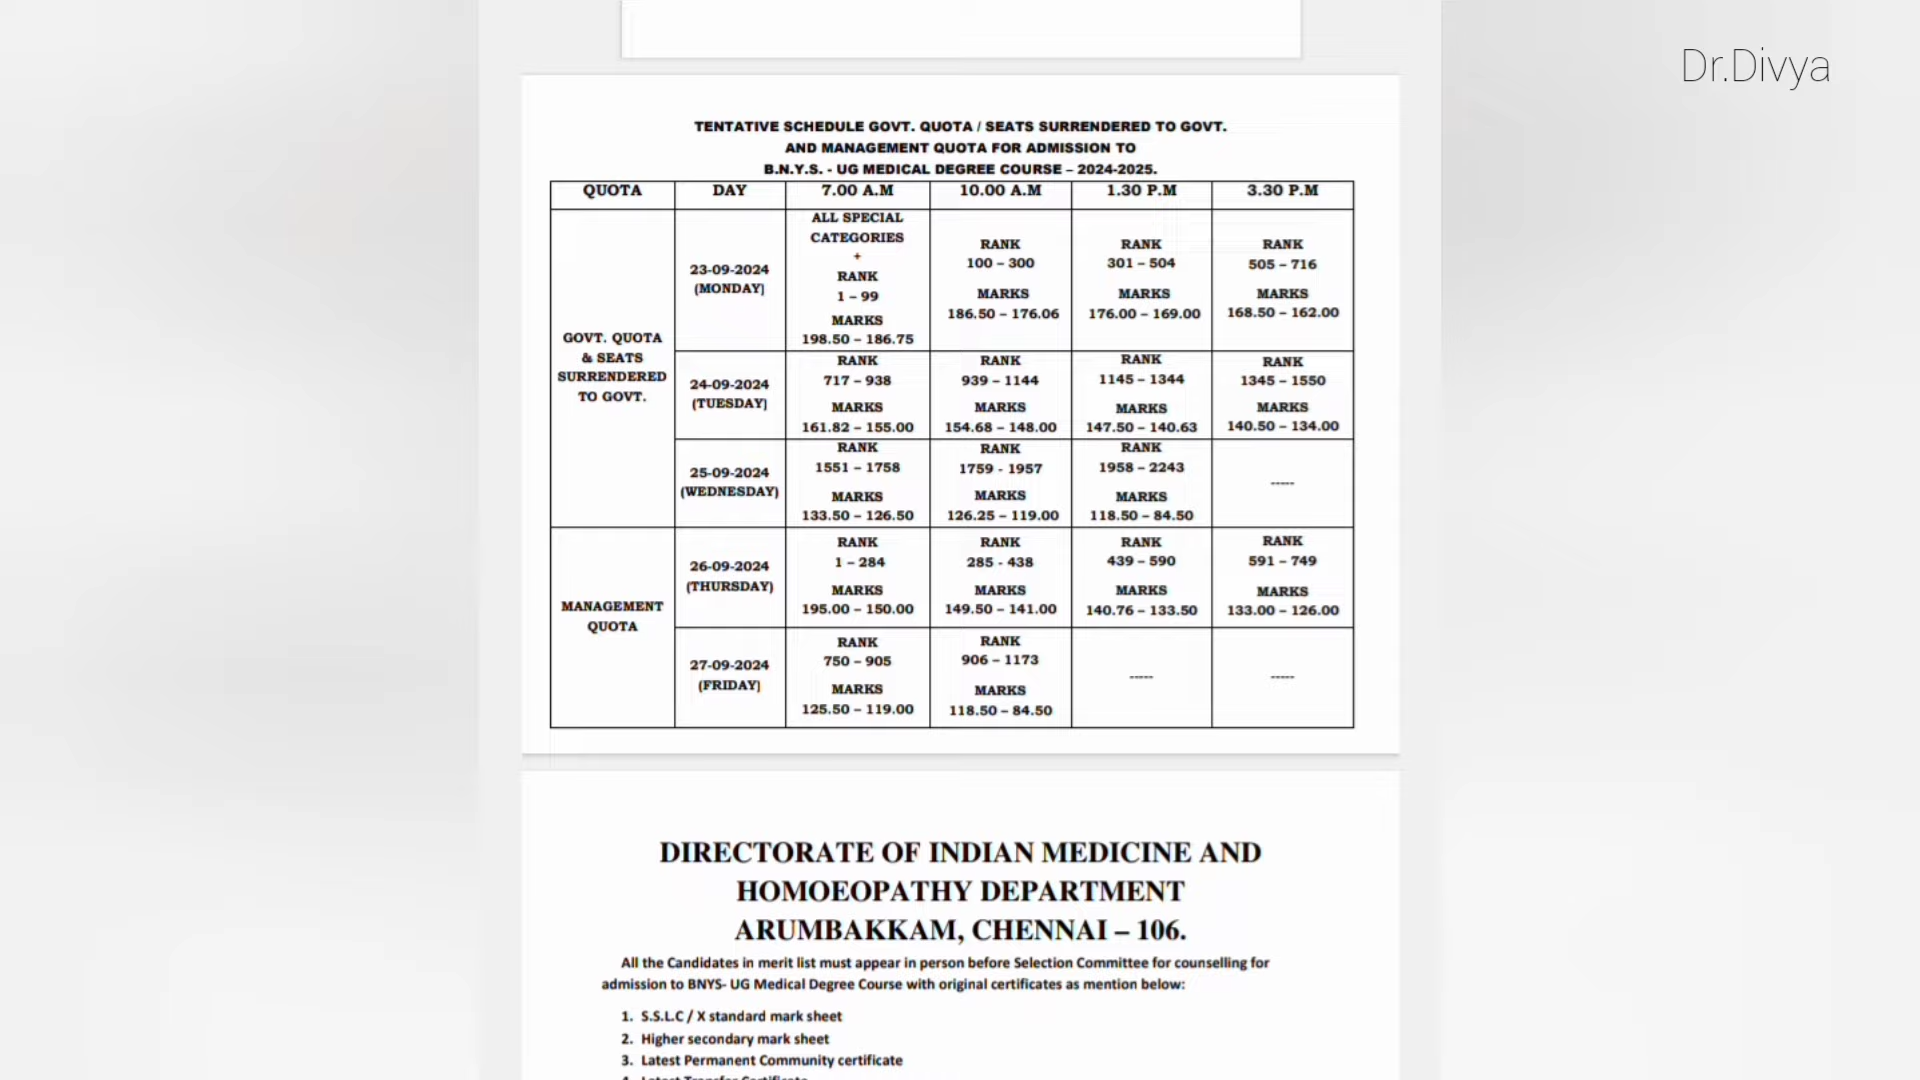 Dr.Divya
TENTATIVE SCHEDULE GOVT. QUOTA / SEATS SURRENDERED TO GOVT.
AND MANAGEMENT QUOTA FOR ADMISSION TO
B.N.Y.S. - UG MEDICAL DEGREE COURSE – 2024-2025.
QUOTA DAY 7.00 A.M 10.00 A.M 1.30 P.M 3.30 P.M
GOVT. QUOTA
& SEATS
SURRENDERED
TO GOVT.
23-09-2024
(MONDAY)
ALL SPECIAL
CATEGORIES
+
RANK
1 – 99
MARKS
198.50 – 186.75
RANK
100 – 300
MARKS
186.50 – 176.06
RANK
301 – 504
MARKS
176.00 – 169.00
RANK
505 – 716
MARKS
168.50 – 162.00
24-09-2024
(TUESDAY)
RANK
717 – 938
MARKS
161.82 – 155.00
RANK
939 – 1144
MARKS
154.68 – 148.00
RANK
1145 – 1344
MARKS
147.50 – 140.63
RANK
1345 – 1550
MARKS
140.50 – 134.00
25-09-2024
(WEDNESDAY)
RANK
1551 – 1758
MARKS
133.50 – 126.50
RANK
1759 - 1957
MARKS
126.25 – 119.00
RANK
1958 – 2243
MARKS
118.50 – 84.50
-----
MANAGEMENT
QUOTA
26-09-2024
(THURSDAY)
RANK
1 – 284
MARKS
195.00 – 150.00
RANK
285 - 438
MARKS
149.50 – 141.00
RANK
439 – 590
MARKS
140.76 – 133.50
RANK
591 – 749
MARKS
133.00 – 126.00
27-09-2024
(FRIDAY)
RANK
750 – 905
MARKS
125.50 – 119.00
RANK
906 – 1173
MARKS
118.50 – 84.50
-----
-----
DIRECTORATE OF INDIAN MEDICINE AND
HOMOEOPATHY DEPARTMENT
ARUMBAKKAM, CHENNAI – 106.
All the Candidates in merit list must appear in person before Selection Committee for counselling for
admission to BNYS- UG Medical Degree Course with original certificates as mention below:
1. S.S.L.C / X standard mark sheet
2. Higher secondary mark sheet
3. Latest Permanent Community certificate
4. Latest Transfer Certificate